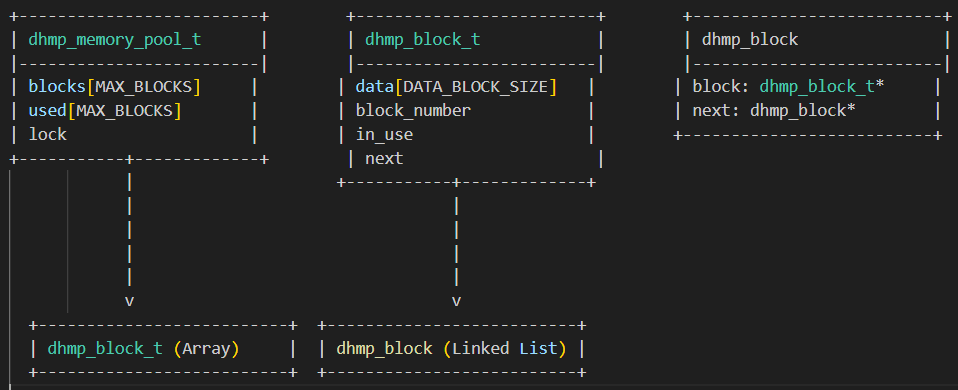 +-------------------------+        +-------------------------+        +--------------------------+
| dhmp_memory_pool_t      |        | dhmp_block_t            |        | dhmp_block               |
|-------------------------|        |-------------------------|        |--------------------------|
| blocks[MAX_BLOCKS]     |        | data[DATA_BLOCK_SIZE]   |         | block: dhmp_block_t*     |
| used[MAX_BLOCKS]       |        | block_number            |         | next: dhmp_block*        |
| lock                   |        | in_use                  |         +--------------------------+
+-----------+-------------+        | next                    |
            |                     +-----------+-------------+
            |                                 |
            |                                 |
            |                                 |
            |                                 |
            v                                 v
  +--------------------------+  +--------------------------+
  | dhmp_block_t (Array)     |  | dhmp_block (Linked List) |
  +--------------------------+  +--------------------------+